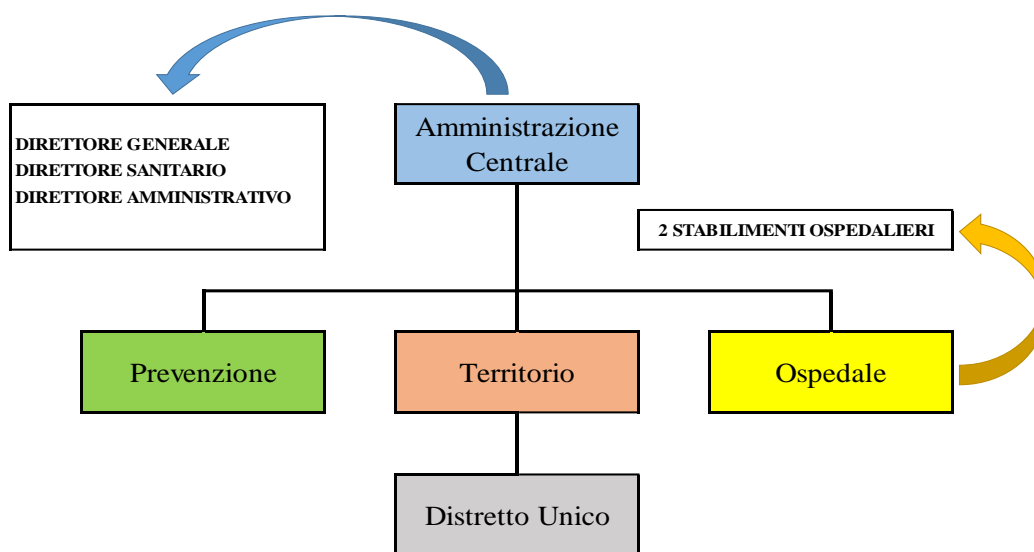 DIRETTORE GENERALE
DIRETTORE SANITARIO
DIRETTORE AMMINISTRATIVO
Amministrazione
Centrale
2 STABILIMENTI OSPEDALIERI
Prevenzione
Territorio
Ospedale
Distretto Unico